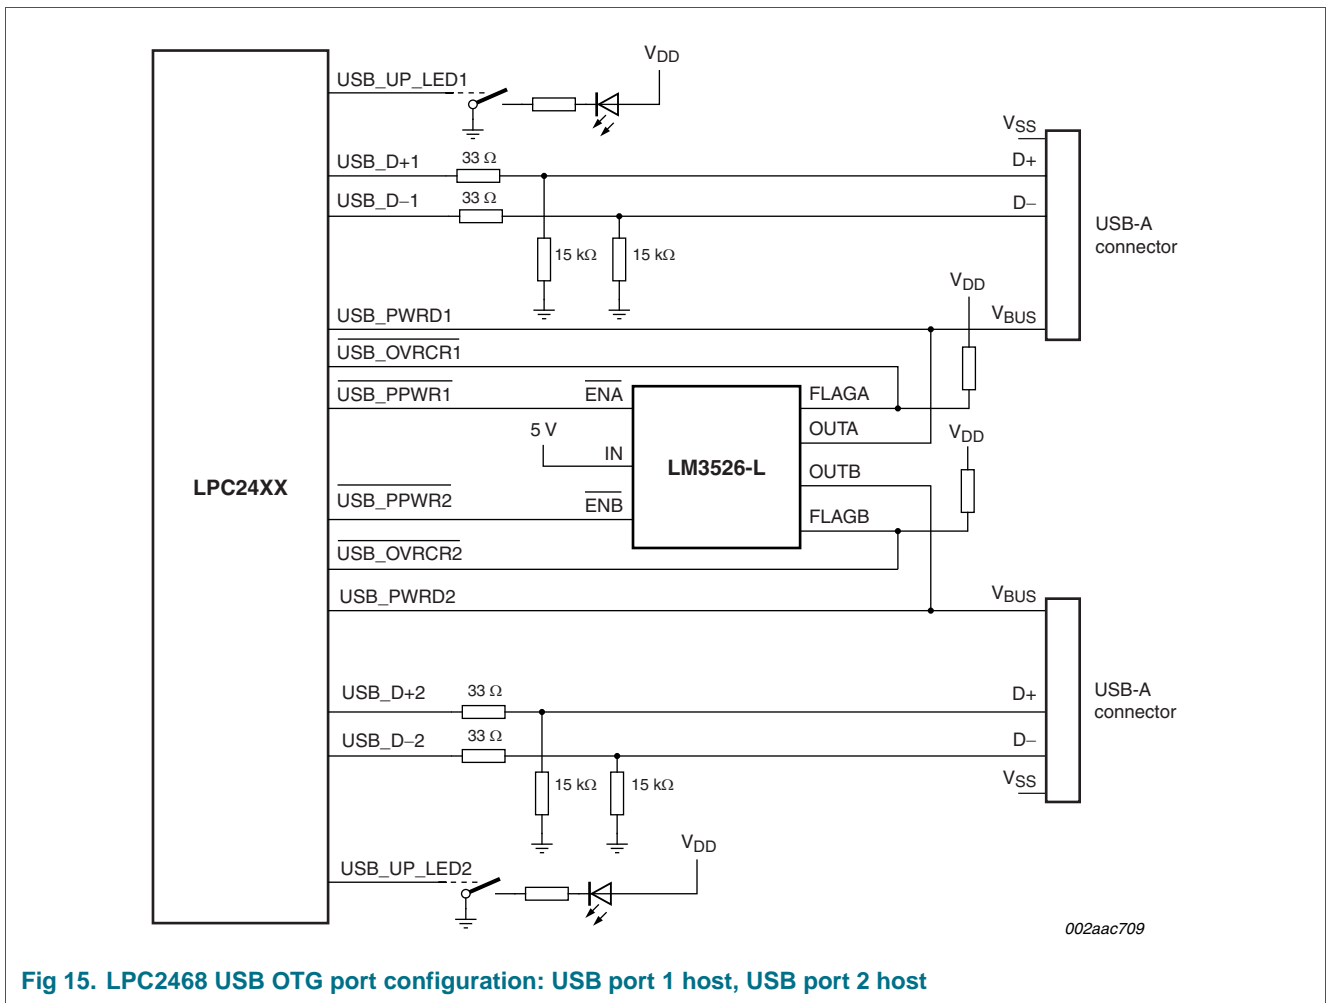 USB_UP_LED1
VDD
VSS
USB_D+1
33 Ω
D+
USB_D−1
33 Ω
D−
USB-A
connector
15 kΩ
15 kΩ
VDD
USB_PWRD1
VBUS
USB_OVRCR1
USB_PPWR1
ENA
FLAGA
5 V
OUTA
VDD
IN
LM3526-L
LPC24XX
OUTB
USB_PPWR2
ENB
FLAGB
USB_OVRCR2
USB_PWRD2
VBUS
USB_D+2
33 Ω
D+
USB-A
connector
USB_D−2
33 Ω
D−
15 kΩ
15 kΩ
VSS
VDD
USB_UP_LED2
002aac709
Fig 15. LPC2468 USB OTG port configuration: USB port 1 host, USB port 2 host